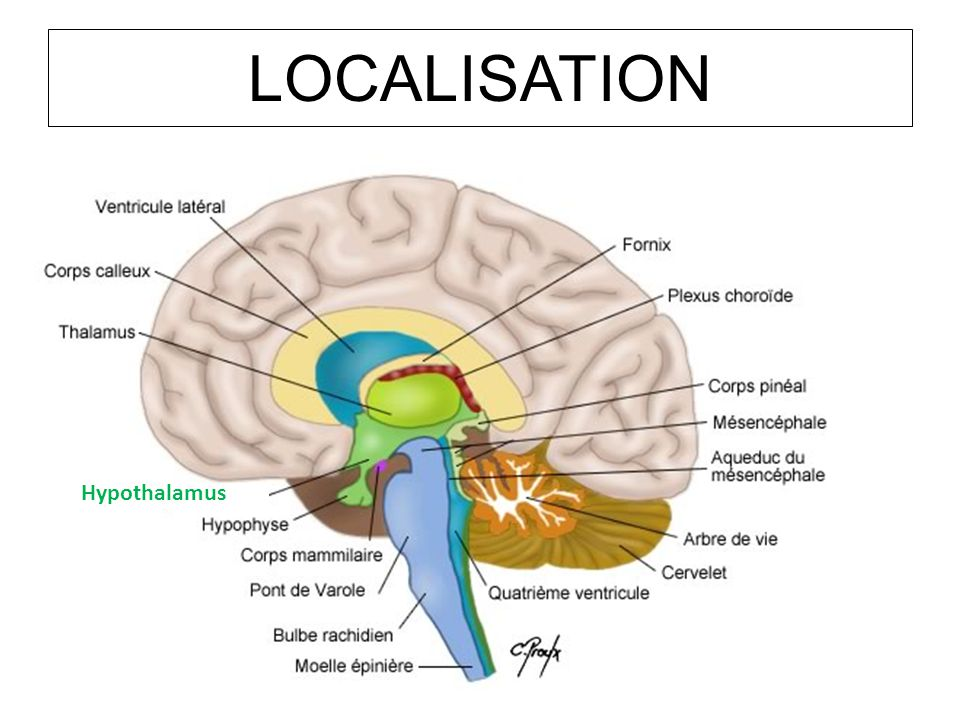 LOCALISATION
Ventricule latéral
Fornix
Corps calleux
Plexus choroïde
Thalamus
Corps pinéal
Mésencéphale
Aqueduc du
mésencéphale
Hypothalamus
Hypophyse
Arbre de vie
Corps mammilaire
Cervelet
Pont de Varole
Quatrième ventricule
Bulbe rachidien
C. Proulx
Moelle épinière